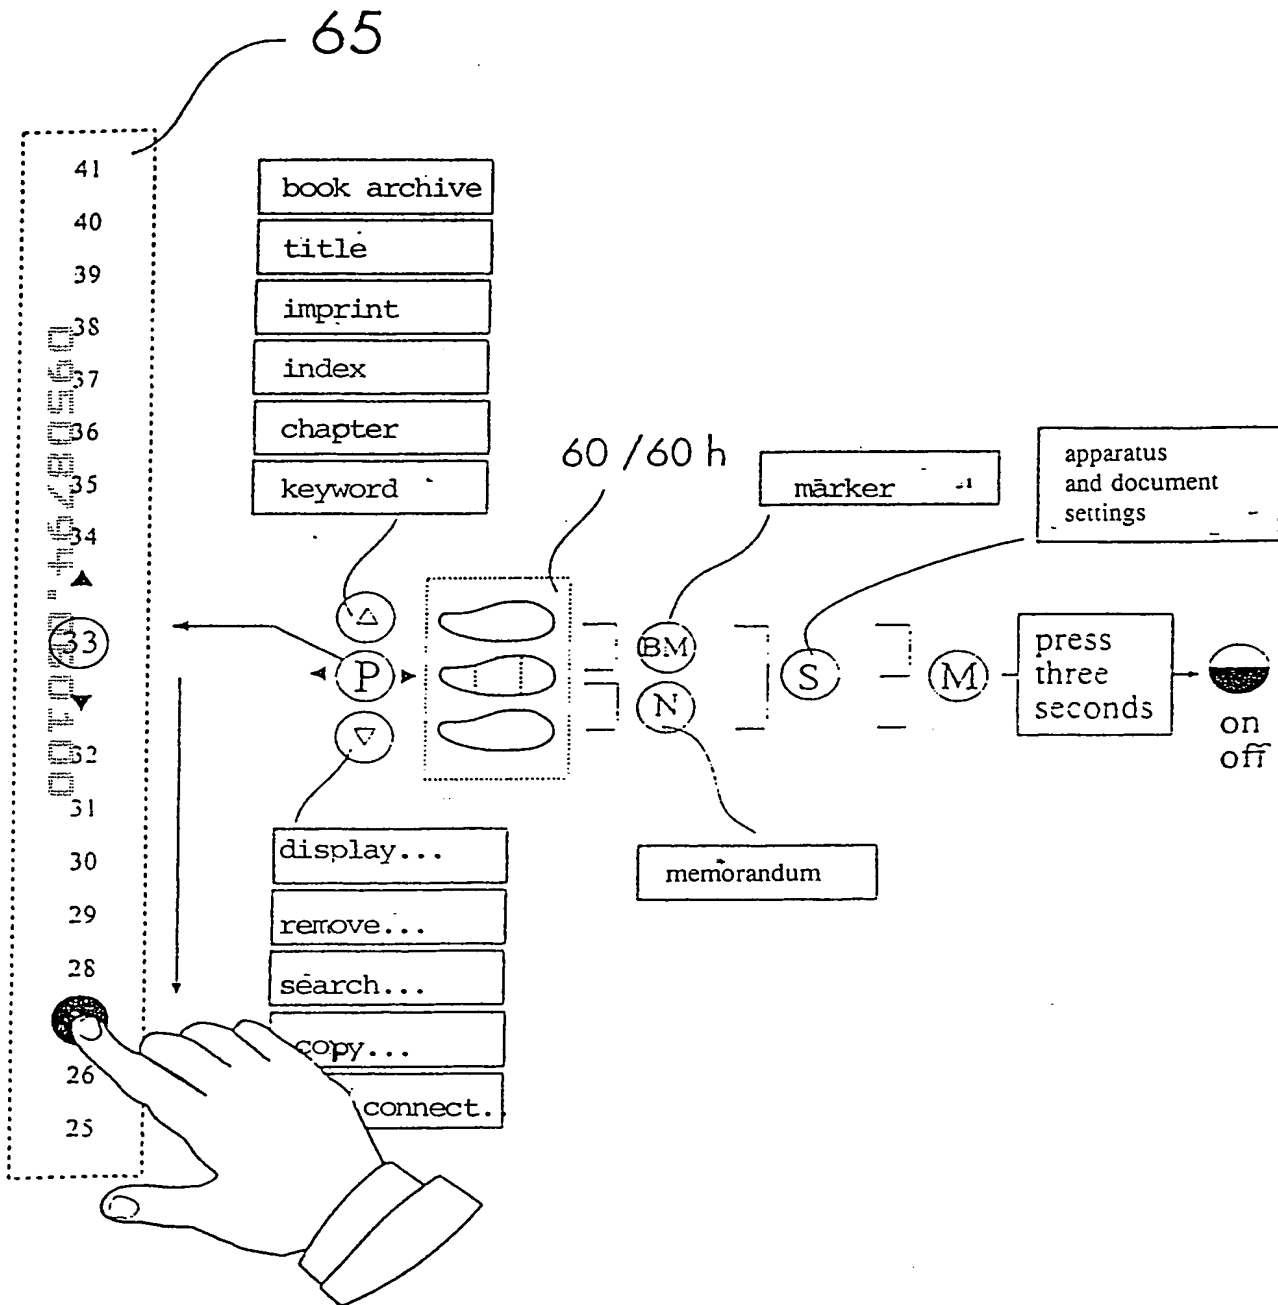 65
41
40
39
38
37
36
35
34
33
32
31
30
29
28
26
25
book archive
title
imprint
index
chapter
keyword
P
display...
remove...
search...
copy...
connect.
60/60h
BM
N
marker
memorandum
S
apparatus
and document
settings
M
press
three
seconds
on
off